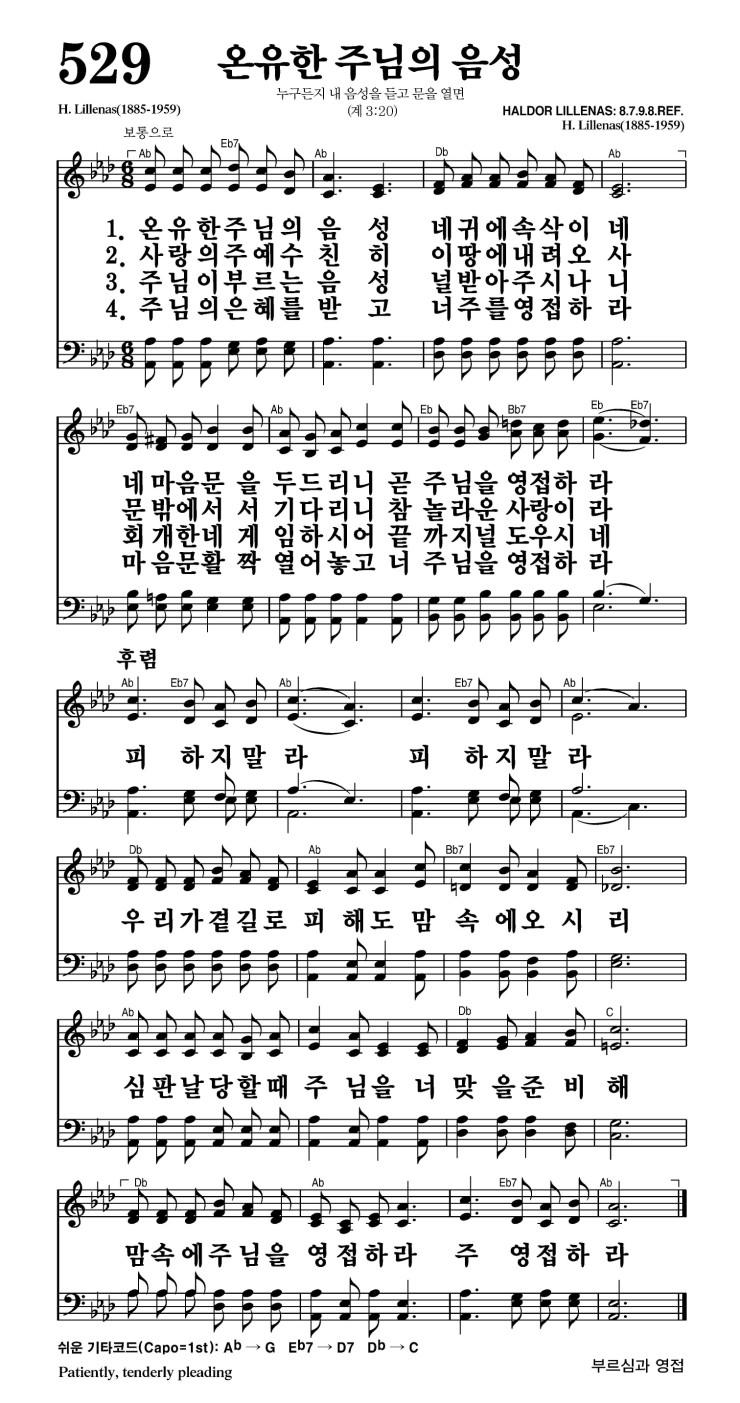 529 온유한 주님의 음성
누구든지 내 음성을 듣고 문을 열면
H. Lillenas(1885-1959) (계 3:20) HALDOR LILLENAS: 8.7.9.8.REF.
H. Lillenas(1885-1959)
보통으로
Ab Eb7 Ab Db Ab
6 8
1. 온유한주님의 음 성 네귀에속삭이 네
2. 사랑의주예수 친 히 이땅에내려오 사
3. 주님이부르는 음 성 널받아주시나 니
4. 주님의은혜를 받 고 너주를영접하 라
6 8
Eb7 Ab Eb Bb7 Eb Eb7
네 마음문 을 두드리니 곧 주님을 영접하 라
문 밖에서 서 기다리니 참 놀라운 사랑이 라
회 개한네 게 임하시어 끝 까지널 도우시 네
마 음문활 짝 열어놓고 너 주님을 영접하 라
후렴
Ab Eb7 Ab Eb7 Ab
피 하지말 라 피 하지말 라
Db Ab Bb7 Eb7
우 리가곁길로 피 해도 맘 속 에오 시 리
Ab Db C
심 판날당할때 주 님을 너 맞 을준 비 해
Db Ab Eb7 Ab
맘속에주님을 영접하라 주 영접하 라
쉬운 기타코드(Capo=1st): Ab → G Eb7 → D7 Db → C
Patiently, tenderly pleading 부르심과 영접